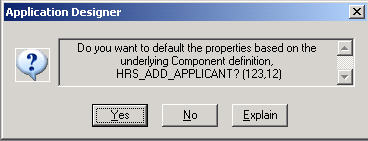 Application Designer
Do you want to default the properties based on the
underlying Component definition,
HRS_ADD_APPLICANT? (123,12)
Yes No Explain